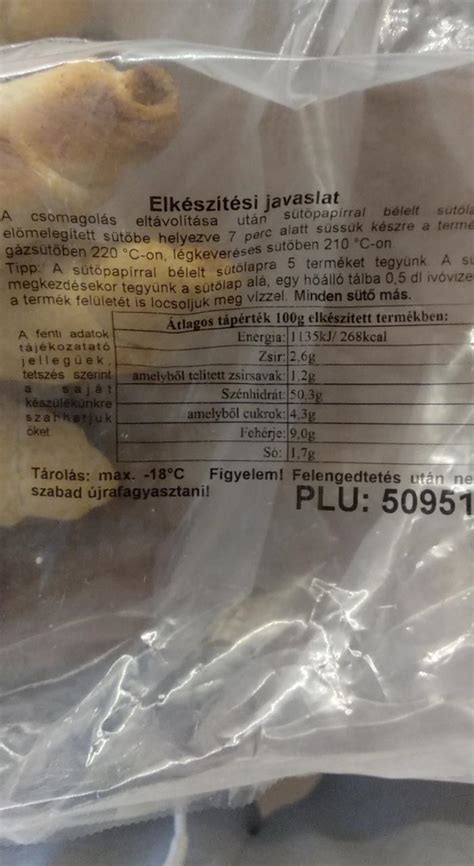 Elkészítési javaslat
A csomagolás eltávolítása után sütőpapírral bélelt
előmelegített sütőbe helyezve 7 perc alatt süssük készre a
gázsütőben 220 °C-on, légkeveréses sütőben 210 °C-on.
Tipp: A sütőpapírral bélelt sütőlapra 5 terméket tegyünk. A
megkezdésekor tegyünk a sütőlap alá, egy hőálló tálba 0,5 dl ivóvize
a termék felületét is locsoljuk meg vízzel. Minden sütő más.
A fenti adatok
tájékozatató
jellegűek,
tetszés szerint
a saját
készülékünkre
szabhatjuk
őket.
Átlagos tápérték 100g elkészített termékben:
Energia: 1135kJ/ 268kcal
Zsír: 2,6g
amelyből telített zsírsavak: 1,2g
Szénhidrát: 50,3g
amelyből cukrok: 4,3g
Fehérje: 9,0g
Só: 1,7g
Tárolás: max. -18°C Figyelem! Felengedtetés után ne
szabad újrafagyasztani!
PLU: 50951